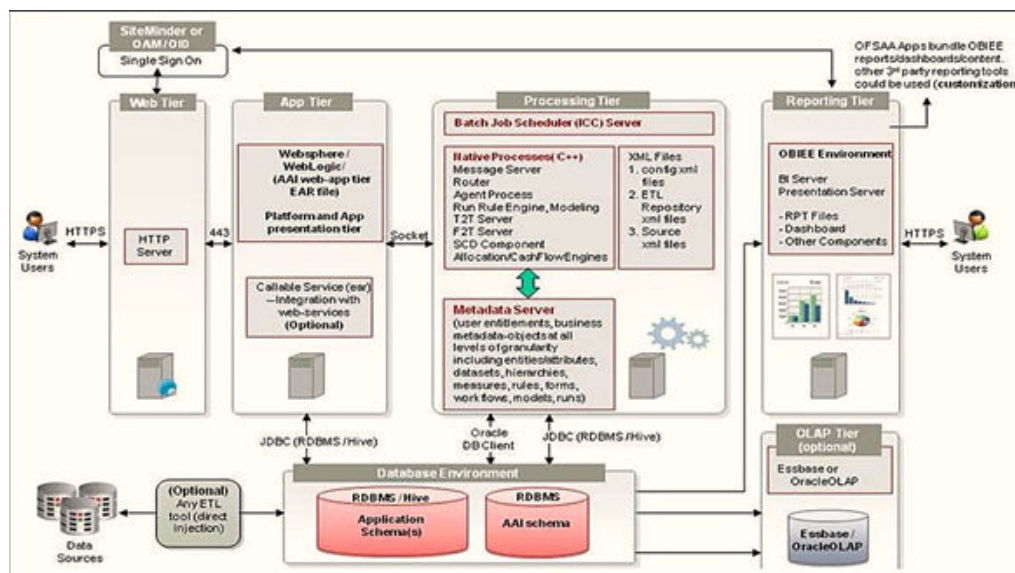 SiteMinder or
OAM/OID
Single Sign On
OFSAA Apps bundle OBIEE
reports/dashboards/content.
other 3rd party reporting tools
could be used (customization
Web Tier
App Tier
Processing Tier
Reporting Tier
Batch Job Scheduler (ICC) Server
Websphere /
WebLogic/
(AAI web-app tier
EAR file)
Platform and App
presentation tier
Native Processes( C++)
Message Server
Router
Agent Process
Run Rule Engine, Modeling
T2T Server
F2T Server
SCD Component
Allocation/CashFlowEngines
XML Files
1. config xml
files
2. ETL
Repository
xml files
3. Source
xml files
OBIEE Environment
BI Server
Presentation Server
- RPT Files
- Dashboard
- Other Components
System
Users
HTTPS
HTTP
Server
443
Socket
HTTPS
System
Users
Callable Service (ear)
–Integration with
web-services
(Optional)
Metadata Server
(user entitlements, business
metadata-objects at all
levels of granularity
including entities/attributes,
datasets, hierarchies,
measures, rules, forms,
workflows, models, runs)
JDBC (RDBMS /Hive)
Oracle
DB Client
JDBC (RDBMS /Hive)
OLAP Tier
(optional)
Essbase or
OracleOLAP
Database Environment
(Optional)
Any ETL
tool (direct
injection)
RDBMS / Hive
Application
Schema(s)
RDBMS
AAI schema
Essbase /
OracleOLAP
Data
Sources